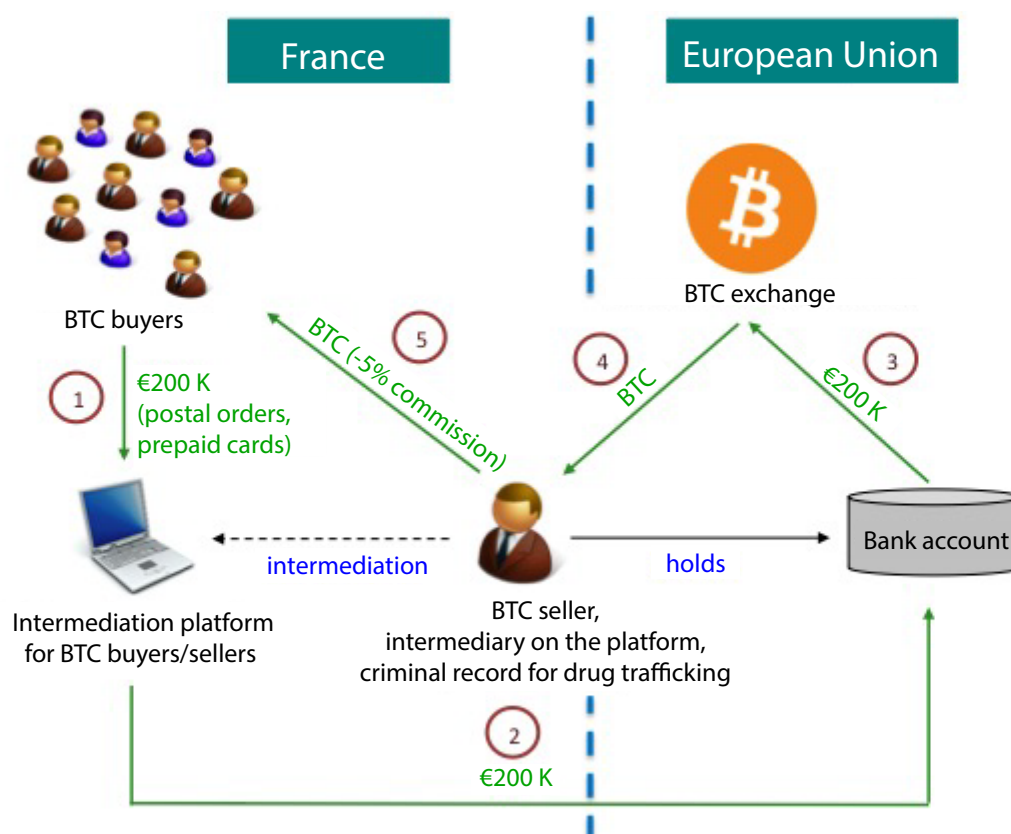 France
European Union
BTC buyers
BTC exchange
1
€200 K
(postal orders,
prepaid cards)
5
BTC (-5% commission)
4
BTC
3
€200 K
intermediation
holds
Bank account
Intermediation platform
for BTC buyers/sellers
BTC seller,
intermediary on the platform,
criminal record for drug trafficking
2
€200 K